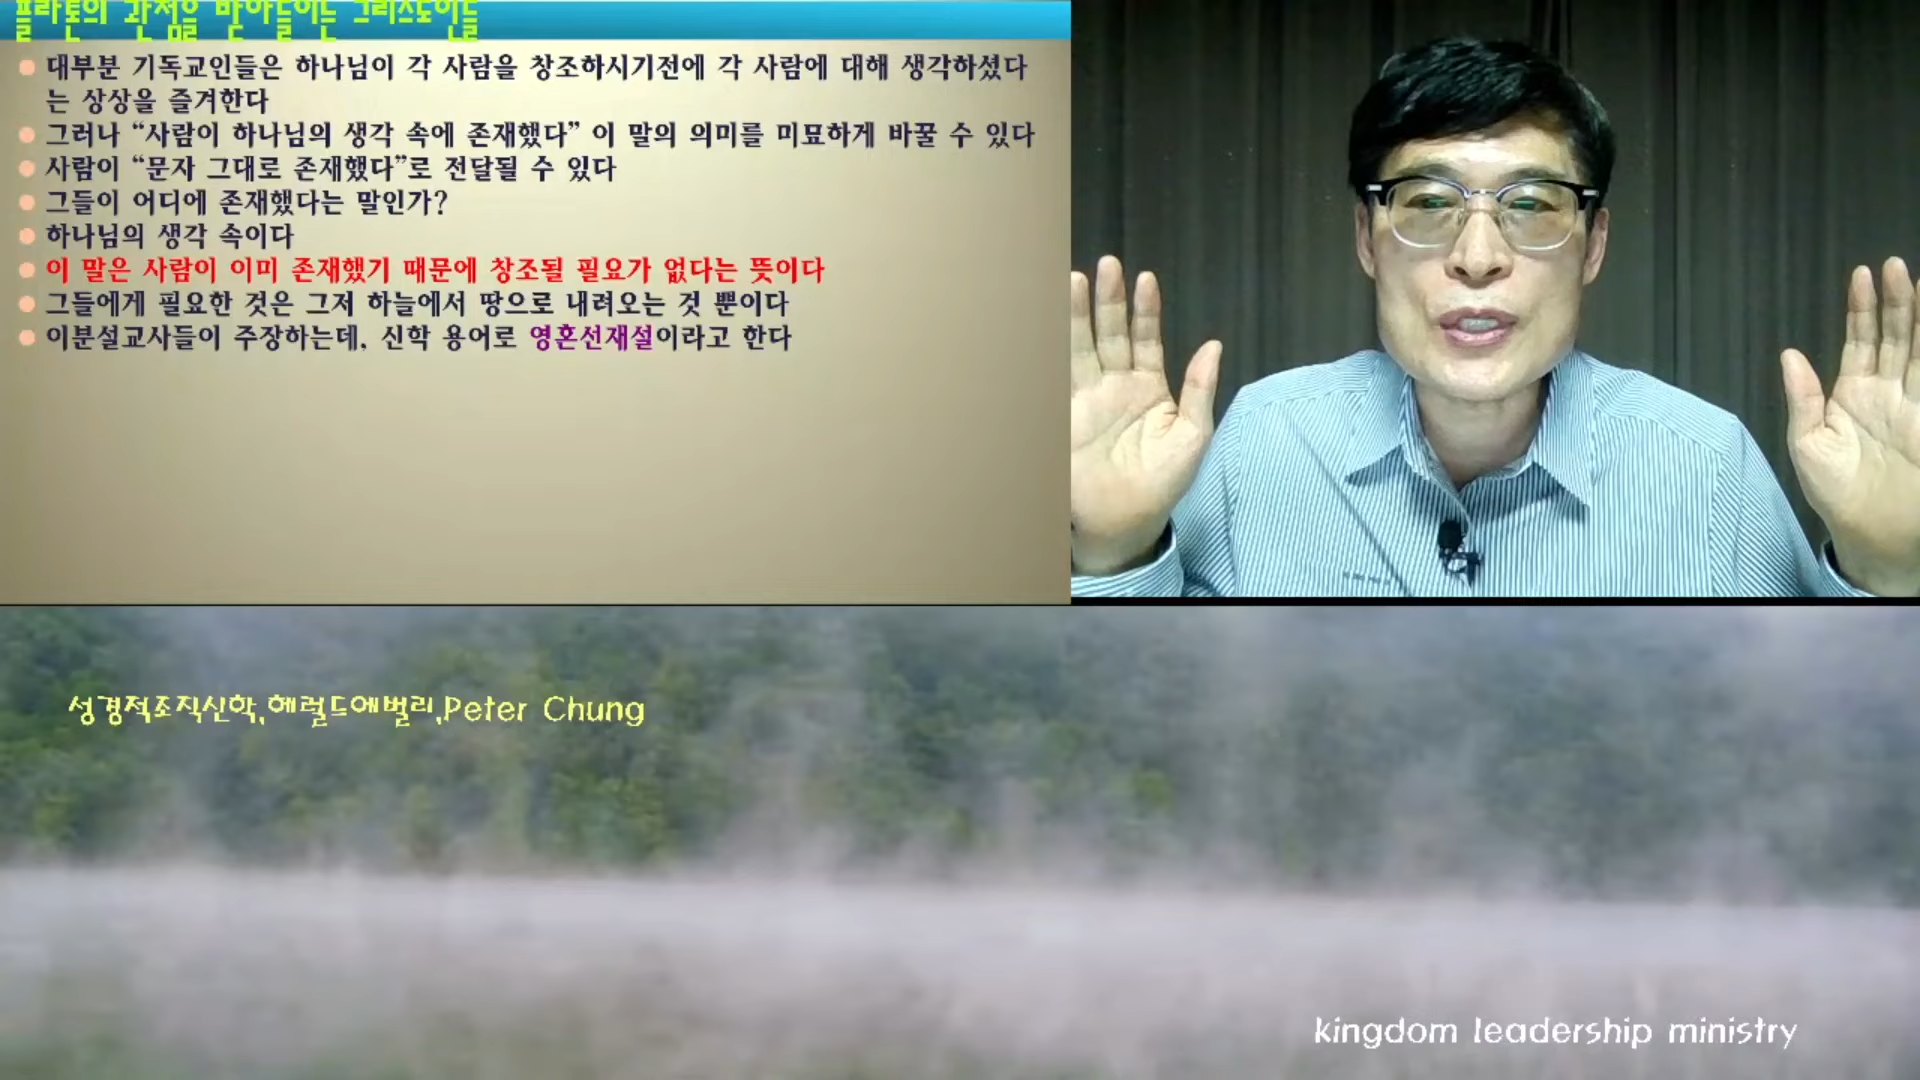 플라톤의 관점을 받아들이는 그리스도인들
대부분 기독교인들은 하나님이 각 사람을 창조하시기전에 각 사람에 대해 생각하셨다
는 상상을 즐겨한다
그러나 “사람이 하나님의 생각 속에 존재했다” 이 말의 의미를 미묘하게 바꿀 수 있다
사람이 “문자 그대로 존재했다”로 전달될 수 있다
그들이 어디에 존재했다는 말인가?
하나님의 생각 속이다
이 말은 사람이 이미 존재했기 때문에 창조될 필요가 없다는 뜻이다
그들에게 필요한 것은 그저 하늘에서 땅으로 내려오는 것 뿐이다
이분설교사들이 주장하는데, 신학 용어로 영혼선재설이라고 한다
성경적조직신학,헤럴드에벌리,Peter Chung
kingdom leadership ministry